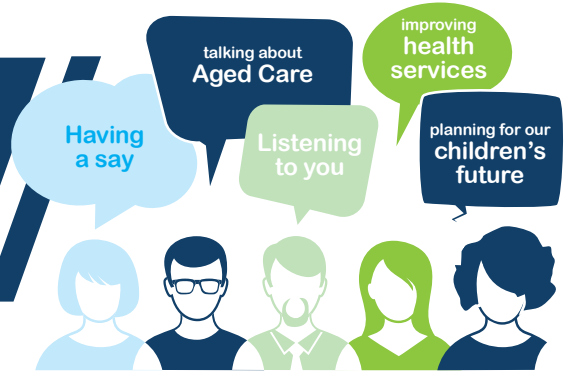 Having
a say
talking about
Aged Care
Listening
to you
improving
health
services
planning for our
children's
future